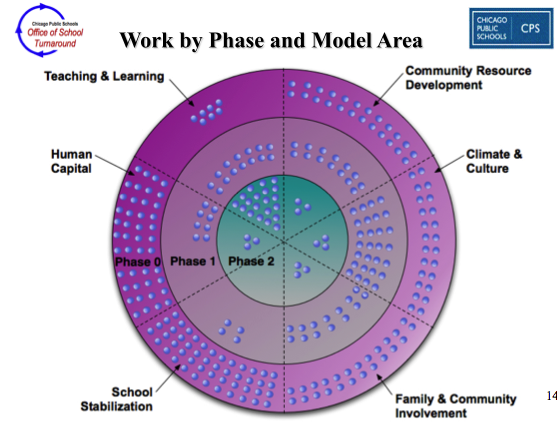 Chicago Public Schools
Office of School
Turnaround
Work by Phase and Model Area
CHICAGO
PUBLIC
SCHOOLS
CPS
Teaching & Learning
Community Resource
Development
Human
Capital
Climate &
Culture
Phase 0
Phase 1
Phase 2
School
Stabilization
Family & Community
Involvement
14